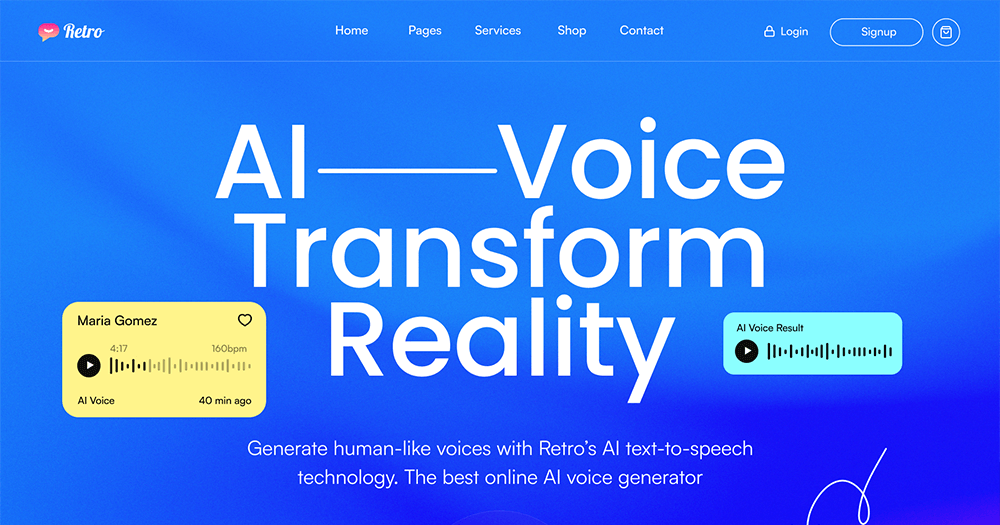 Retro
Home Pages Services Shop Contact
Login Signup
AI Voice
Transform
Reality
Maria Gomez
4:17 160bpm
AI Voice 40 min ago
AI Voice Result
Generate human-like voices with Retro's AI text-to-speech
technology. The best online AI voice generator